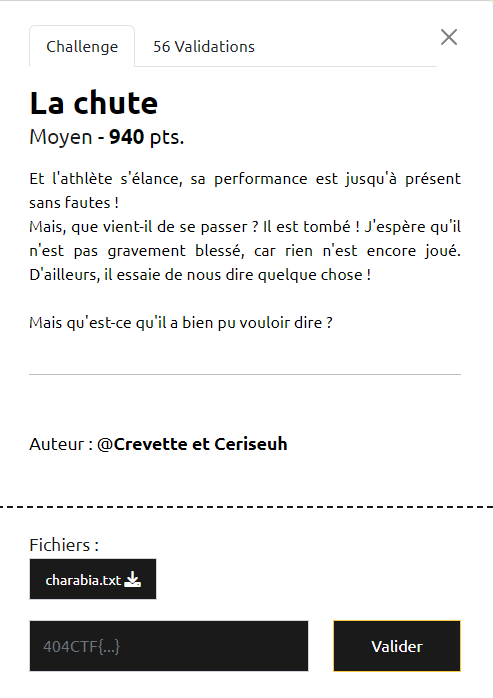 Challenge
56 Validations
La chute
Moyen - 940 pts.
Et l'athlète s'élance, sa performance est jusqu'à présent
sans fautes !
Mais, que vient-il de se passer ? Il est tombé ! J'espère qu'il
n'est pas gravement blessé, car rien n'est encore joué.
D'ailleurs, il essaie de nous dire quelque chose !
Mais qu'est-ce qu'il a bien pu vouloir dire ?
Auteur : @Crevette et Ceriseuh
Fichiers :
charabia.txt
404CTF{...}
Valider